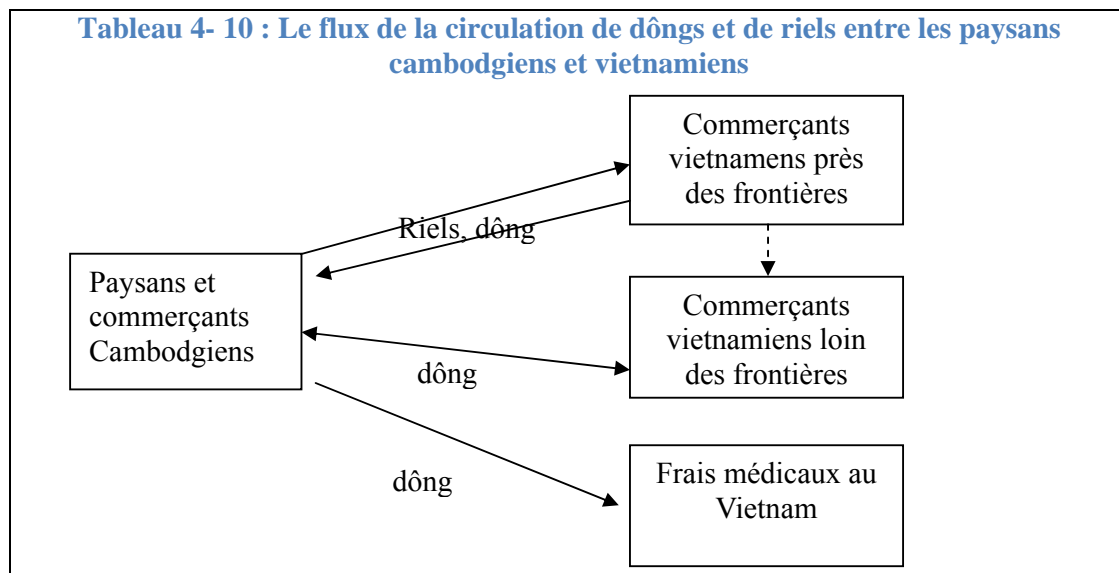 Tableau 4- 10 : Le flux de la circulation de dôngs et de riels entre les paysans
cambodgiens et vietnamiens
Commerçants
vietnamens près
des frontières
Riels, dông
Paysans et
commerçants
Cambodgiens
Commerçants
vietnamiens loin
des frontières
dông
dông
Frais médicaux au
Vietnam